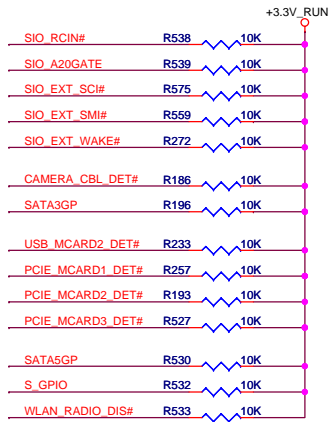 +3.3V_RUN
SIO_RCIN# R538 10K
SIO_A20GATE R539 10K
SIO_EXT_SCI# R575 10K
SIO_EXT_SMI# R559 10K
SIO_EXT_WAKE# R272 10K
CAMERA_CBL_DET# R186 10K
SATA3GP R196 10K
USB_MCARD2_DET# R233 10K
PCIE_MCARD1_DET# R257 10K
PCIE_MCARD2_DET# R193 10K
PCIE_MCARD3_DET# R527 10K
SATA5GP R530 10K
S_GPIO R532 10K
WLAN_RADIO_DIS# R533 10K